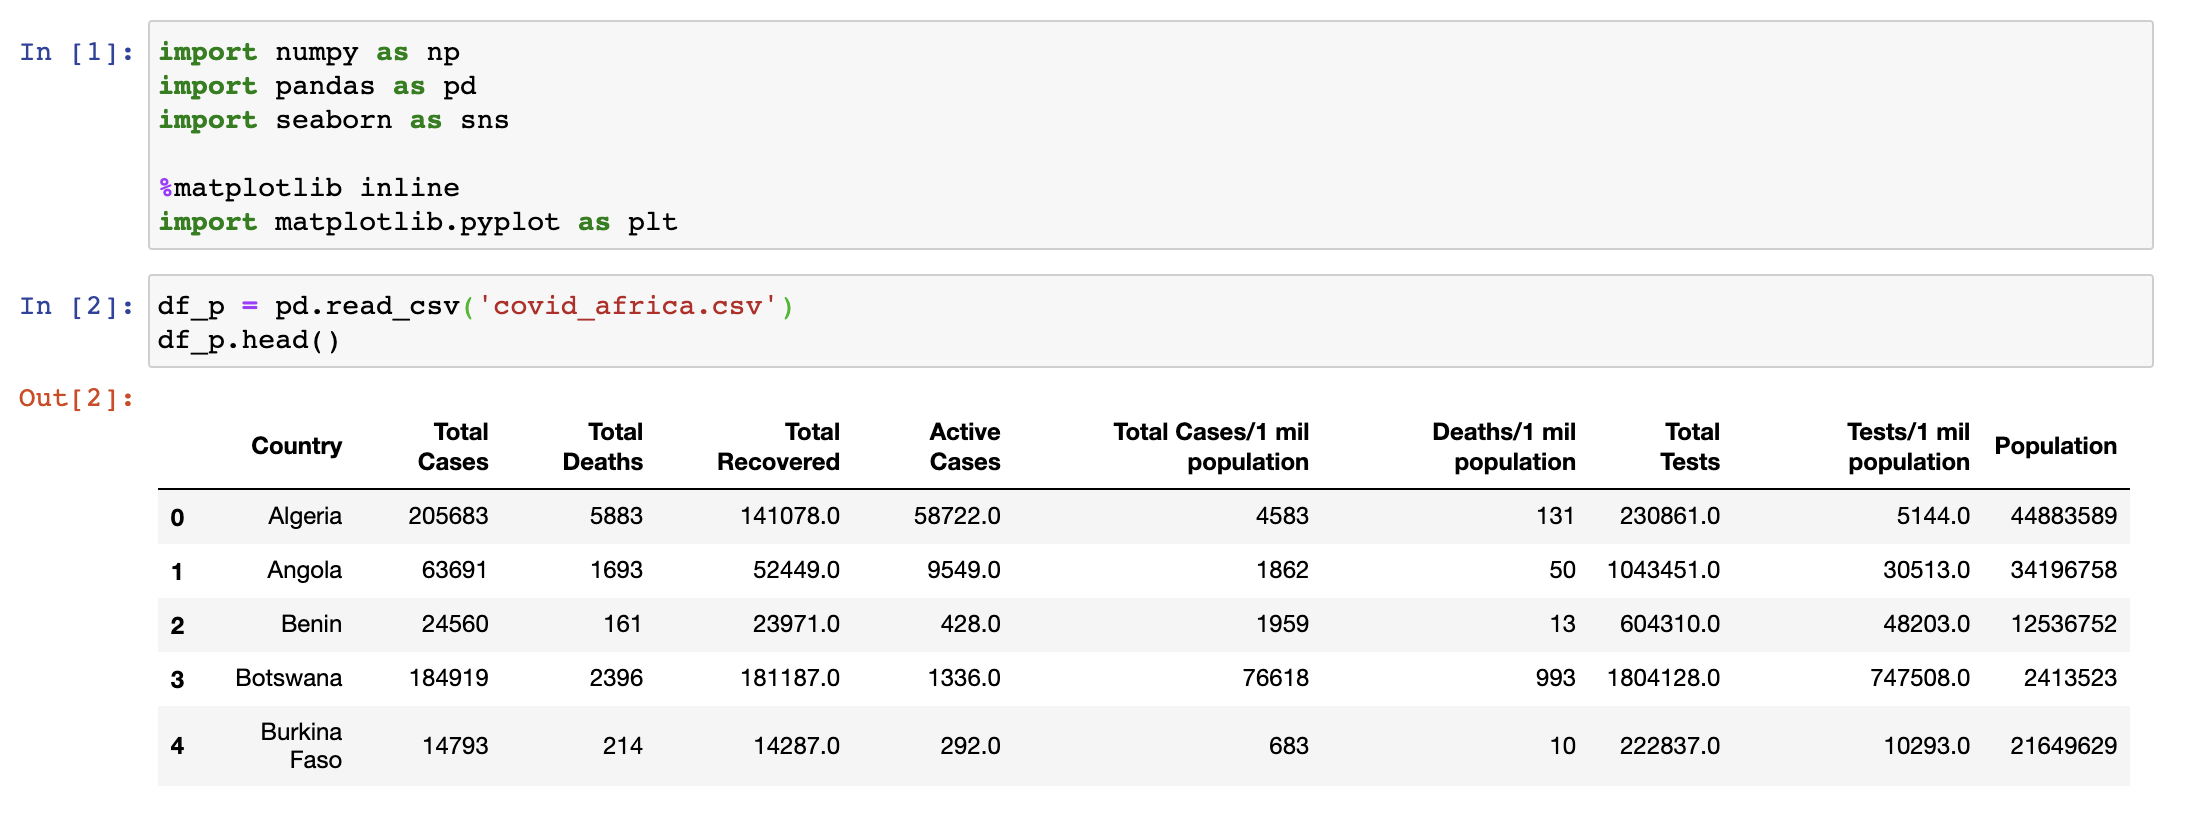 In [1]: import numpy as np
import pandas as pd
import seaborn as sns
%matplotlib inline
import matplotlib.pyplot as plt
In [2]: df_p = pd.read_csv('covid_africa.csv')
df_p.head()
Out[2]:
Country Total Cases Total Deaths Total Recovered Active Cases Total Cases/1 mil population Deaths/1 mil population Total Tests Tests/1 mil population Population
0 Algeria 205683 5883 141078.0 58722.0 4583 131 230861.0 5144.0 44883589
1 Angola 63691 1693 52449.0 9549.0 1862 50 1043451.0 30513.0 34196758
2 Benin 24560 161 23971.0 428.0 1959 13 604310.0 48203.0 12536752
3 Botswana 184919 2396 181187.0 1336.0 76618 993 1804128.0 747508.0 2413523
4 Burkina Faso 14793 214 14287.0 292.0 683 10 222837.0 10293.0 21649629